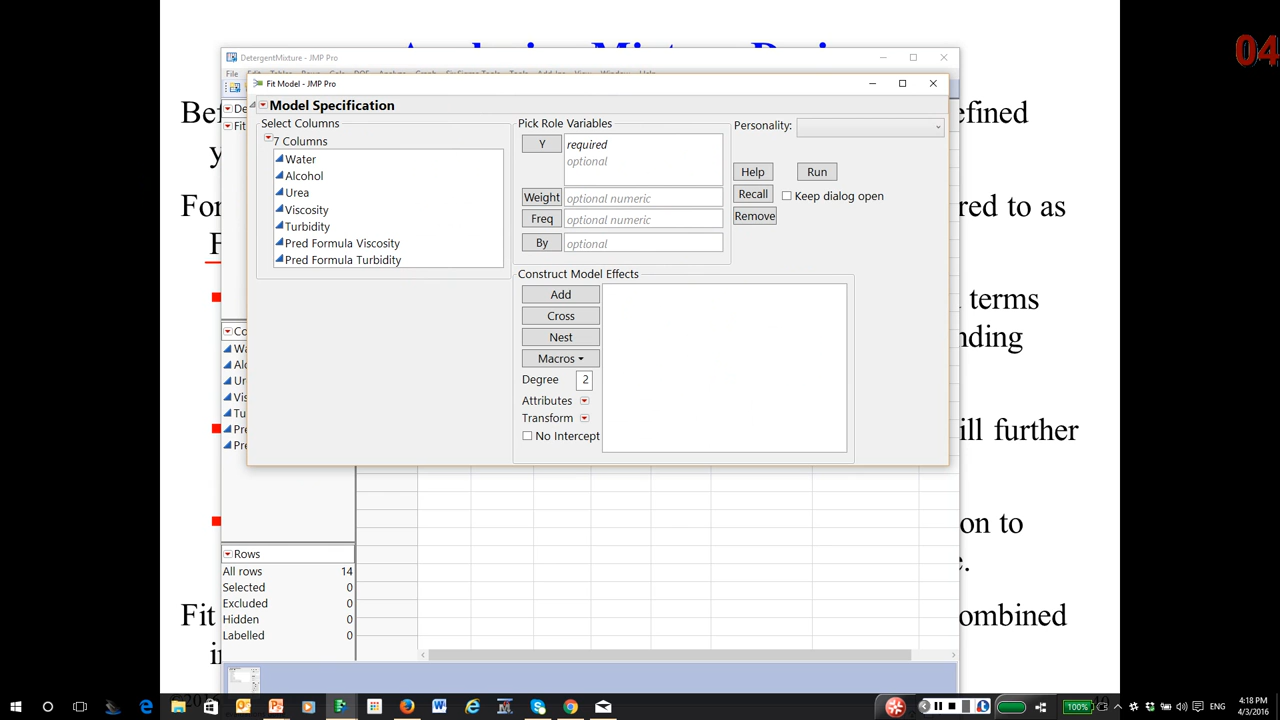 04
DetergentMixture - JMP Pro
Fit Model - JMP Pro
Model Specification
Select Columns
7 Columns
Water
Alcohol
Urea
Viscosity
Turbidity
Pred Formula Viscosity
Pred Formula Turbidity
Pick Role Variables
Y
required
optional
Weight
optional numeric
Freq
optional numeric
By
optional
Personality:
Help
Run
Recall
Keep dialog open
Remove
Construct Model Effects
Add
Cross
Nest
Macros
Degree
2
Attributes
Transform
No Intercept
efined
red to as
terms
nding
ill further
on to
e.
Fit
ombined
Rows
All rows 14
Selected 0
Excluded 0
Hidden 0
Labelled 0
100%
ENG
4:18 PM
4/3/2016